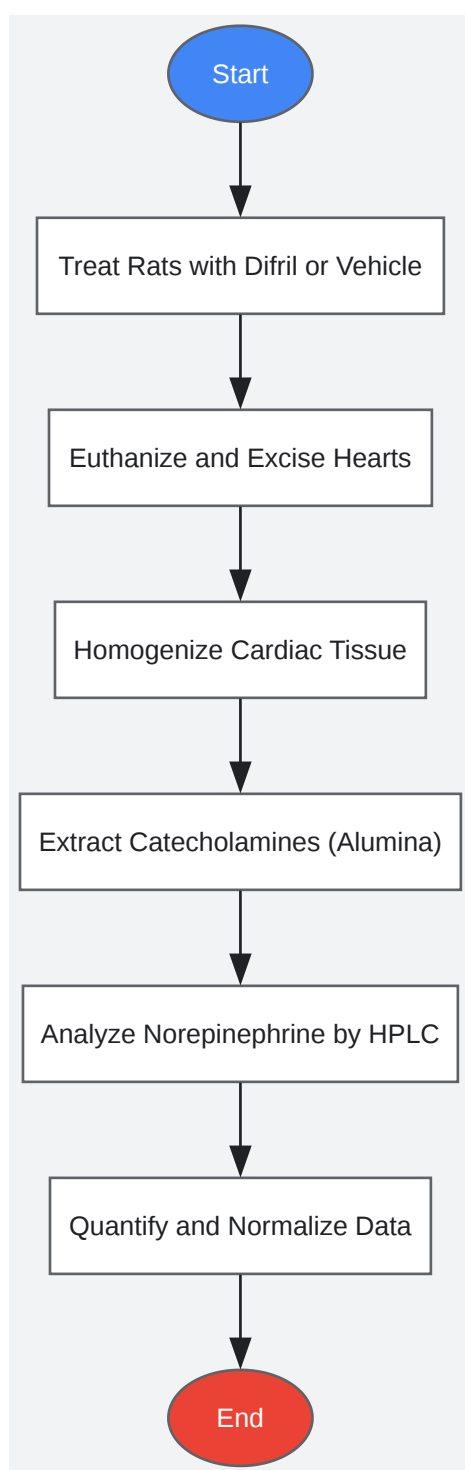 Start
Treat Rats with Difril or Vehicle
Euthanize and Excise Hearts
Homogenize Cardiac Tissue
Extract Catecholamines (Alumina)
Analyze Norepinephrine by HPLC
Quantify and Normalize Data
End